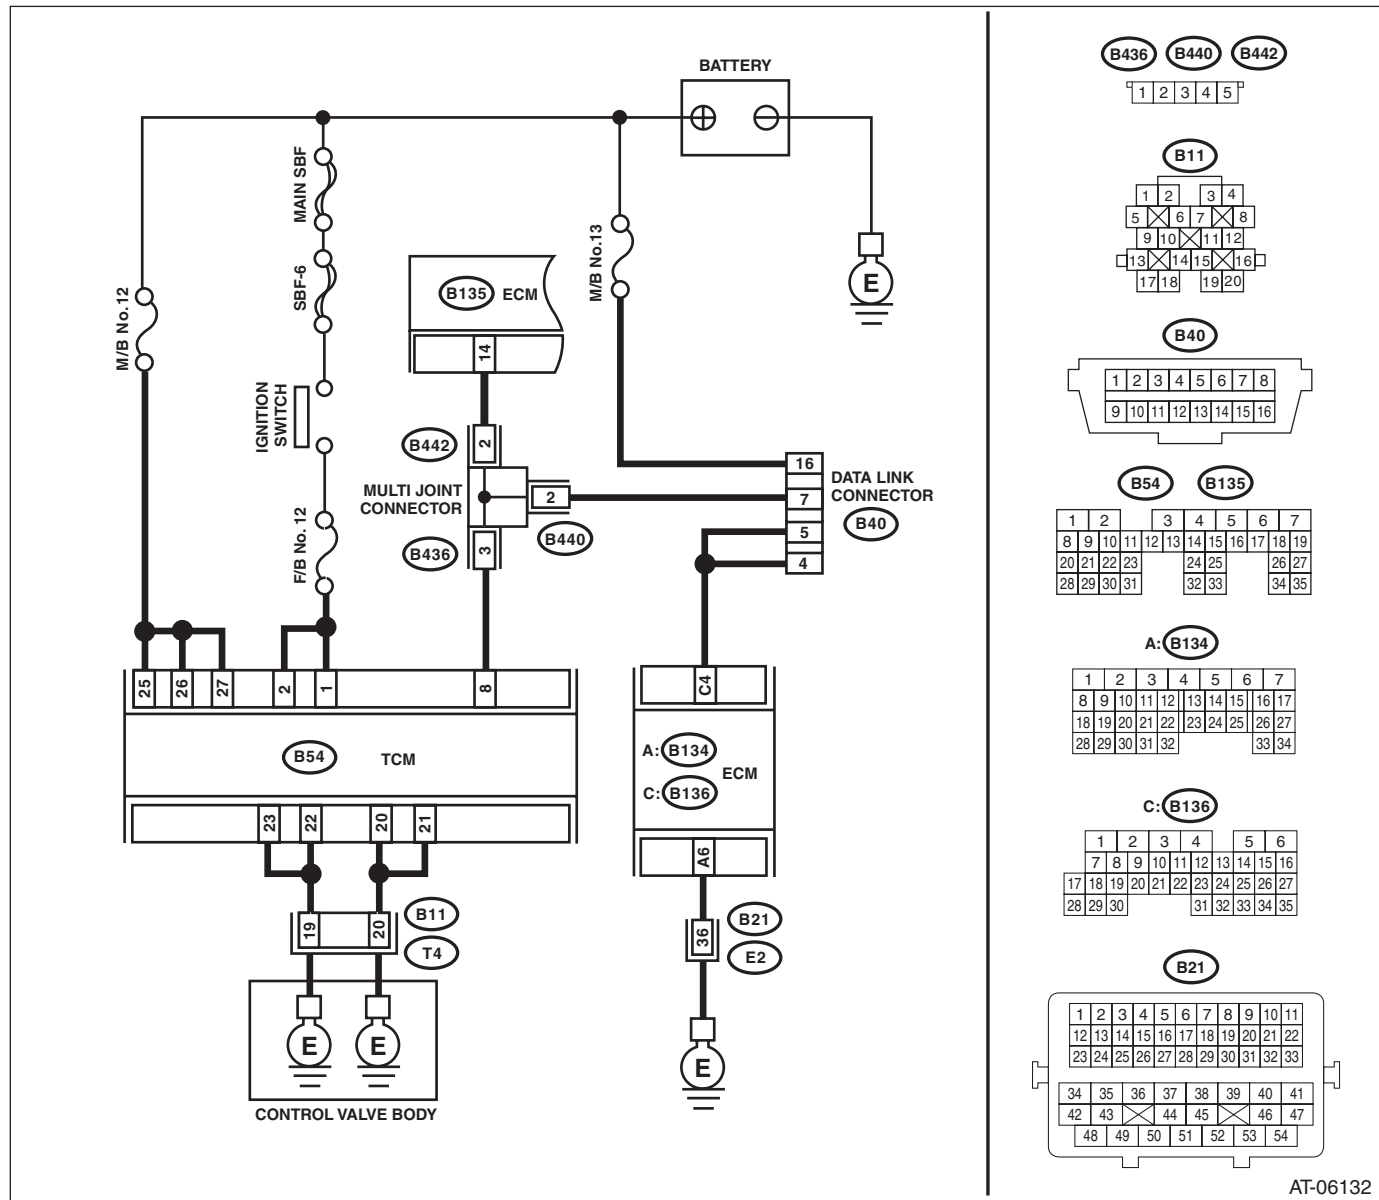 BATTERY
MAIN SBF
SBF-6
M/B No.13
M/B No.12
B135 ECM
14
E
IGNITION
SWITCH
B442
2
MULTI JOINT
CONNECTOR
2
B440
B436
3
F/B No. 12
16
7
5
4
DATA LINK
CONNECTOR
B40
25 26 27 2 1 8
B54 TCM
23 22 20 21
C4
A: B134
C: B136
ECM
A6
19 20
B11
T4
36
B21
E2
E E
E
CONTROL VALVE BODY
B436 B440 B442
1 2 3 4 5
B11
1 2 3 4
5 6 7 8
9 10 11 12
13 14 15 16
17 18 19 20
B40
1 2 3 4 5 6 7 8
9 10 11 12 13 14 15 16
B54 B135
1 2 3 4 5 6 7
8 9 10 11 12 13 14 15 16 17 18 19
20 21 22 23 24 25 26 27
28 29 30 31 32 33 34 35
A: B134
1 2 3 4 5 6 7
8 9 10 11 12 13 14 15 16 17
18 19 20 21 22 23 24 25 26 27
28 29 30 31 32 33 34
C: B136
1 2 3 4 5 6
7 8 9 10 11 12 13 14 15 16
17 18 19 20 21 22 23 24 25 26 27
28 29 30 31 32 33 34 35
B21
1 2 3 4 5 6 7 8 9 10 11
12 13 14 15 16 17 18 19 20 21 22
23 24 25 26 27 28 29 30 31 32 33
34 35 36 37 38 39 40 41
42 43 44 45 46 47
48 49 50 51 52 53 54
AT-06132